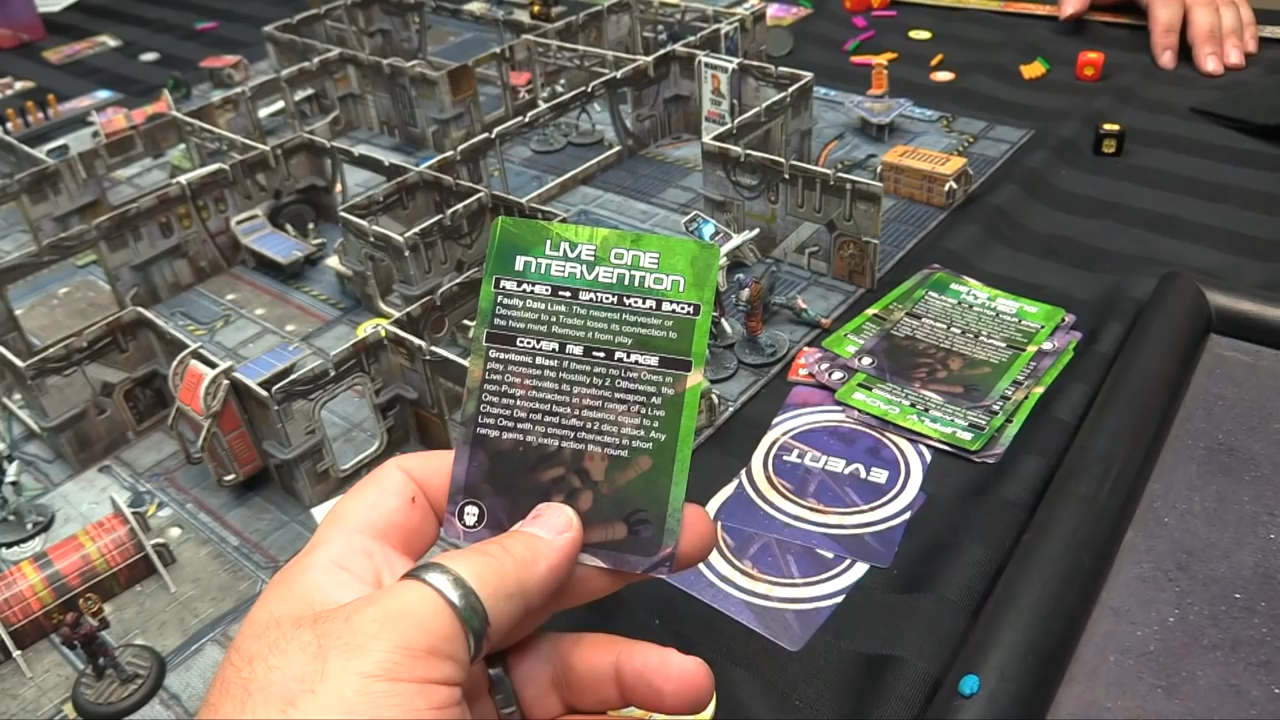 WANTED
LIVE ONE
INTERVENTION
RELAXED → WATCH YOUR BACK
Faulty Data Link: The nearest Harvester or
Devastator to a Trader loses its connection to
the hive mind. Remove it from play.
COVER ME → PURGE
Gravitonic Blast: If there are no Live Ones in
play, increase the Hostility by 2. Otherwise, the
Live One activates its gravitonic weapon. All
non-Purge characters in short range of a Live
One are knocked back a distance equal to a
Chance Die roll and suffer a 2 dice attack. Any
Live One with no enemy characters in short
range gains an extra action this round.
HUNTED
SUPPLY CACHE
EVENT